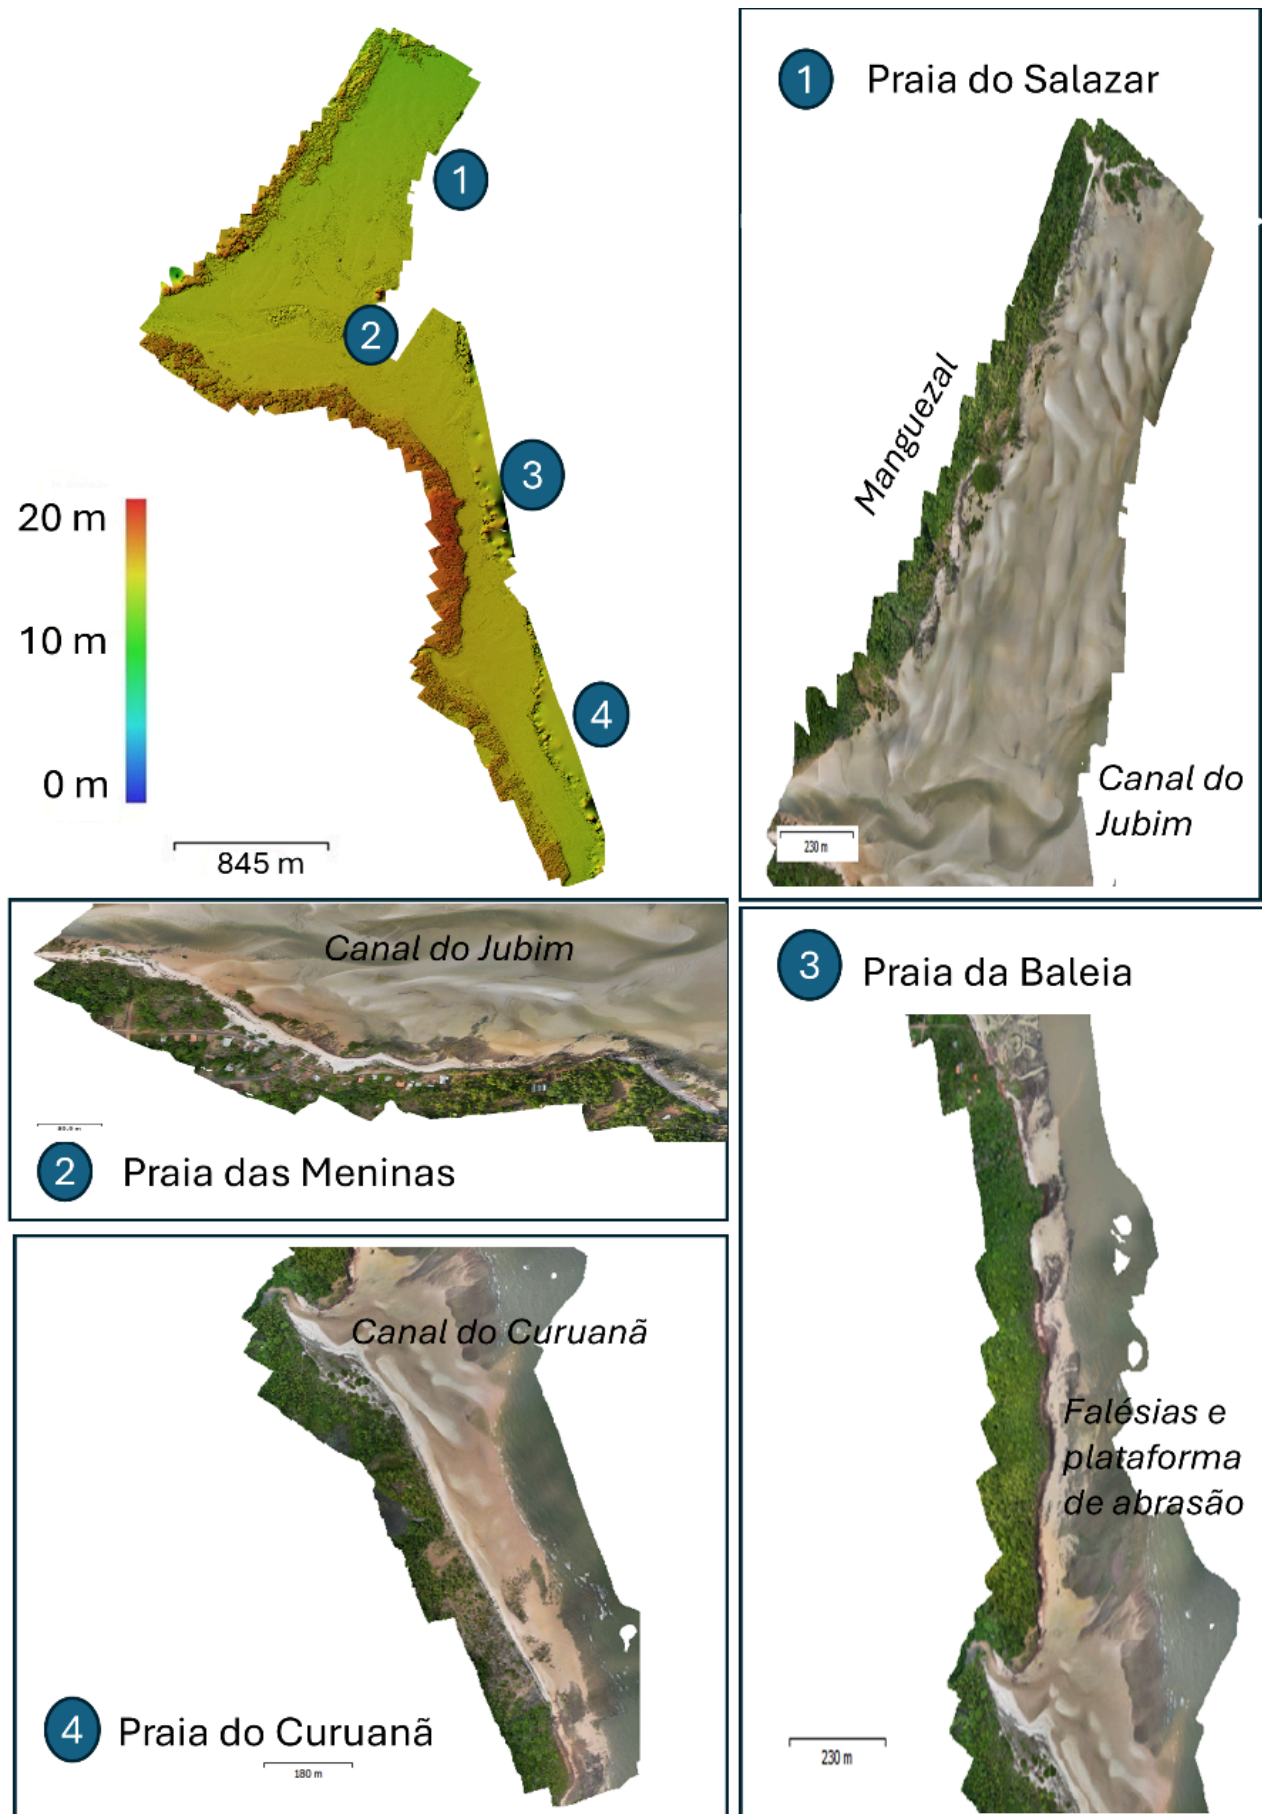 1
2
3
4
20 m
10 m
0 m
845 m
1 Praia do Salazar
Manguezal
Canal do
Jubim
230 m
Canal do Jubim
2 Praia das Meninas
3 Praia da Baleia
Falésias e
plataforma
de abrasão
230 m
Canal do Curuanã
4 Praia do Curuanã
180 m